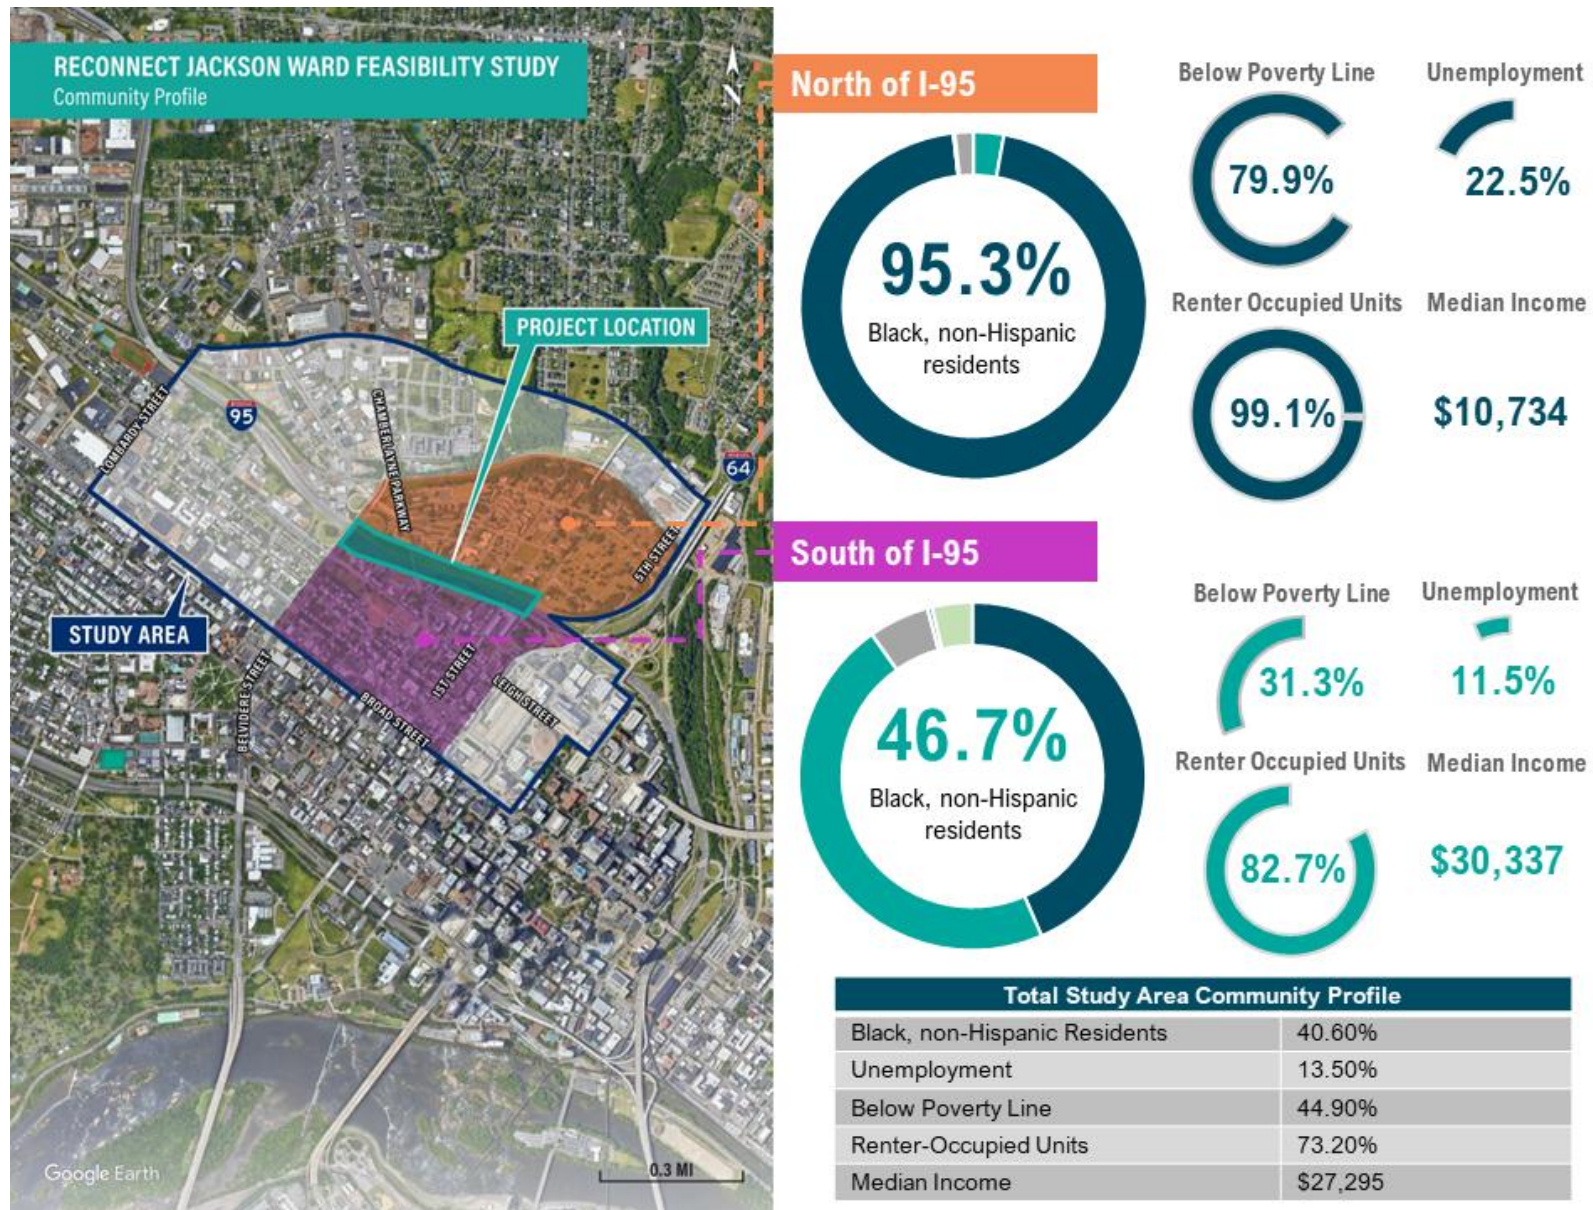 RECONNECT JACKSON WARD FEASIBILITY STUDY
Community Profile
N
PROJECT LOCATION
LOMBARDY STREET
95
CHAMBERLAYNE PARKWAY
64
5TH STREET
STUDY AREA
BELVIDERE STREET
1ST STREET
LEIGH STREET
BROAD STREET
Google Earth
0.3 MI
North of I-95
95.3%
Black, non-Hispanic
residents
Below Poverty Line
79.9%
Unemployment
22.5%
Renter Occupied Units
99.1%
Median Income
$10,734
South of I-95
46.7%
Black, non-Hispanic
residents
Below Poverty Line
31.3%
Unemployment
11.5%
Renter Occupied Units
82.7%
Median Income
$30,337
Total Study Area Community Profile
Black, non-Hispanic Residents 40.60%
Unemployment 13.50%
Below Poverty Line 44.90%
Renter-Occupied Units 73.20%
Median Income $27,295